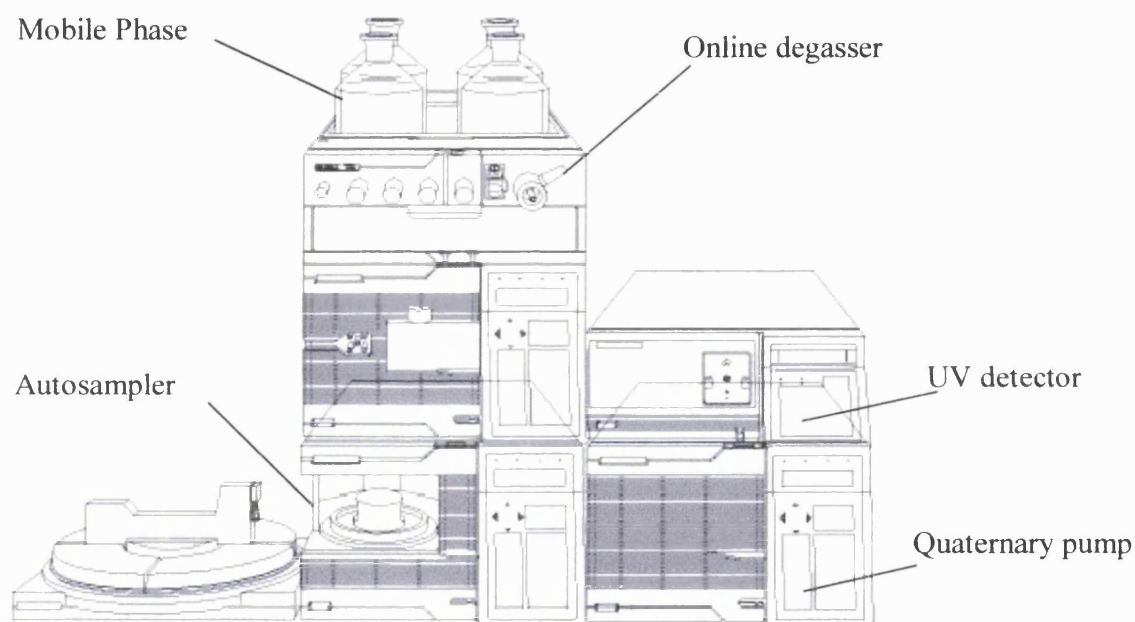 Mobile Phase
Online degasser
Autosampler
UV detector
Quaternary pump